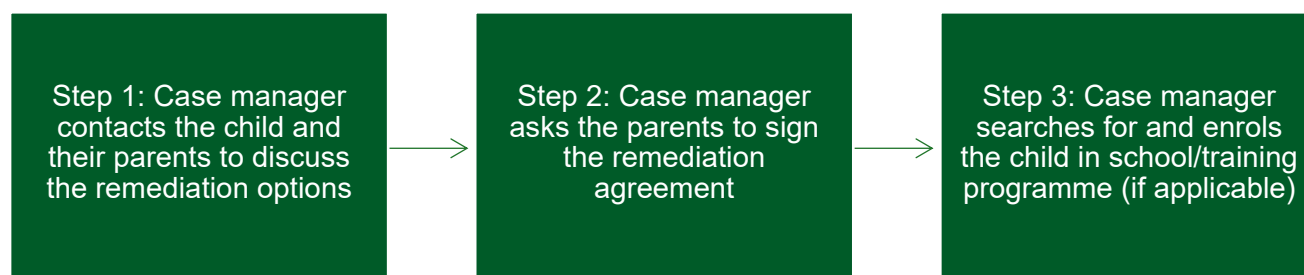 Step 1: Case manager
contacts the child and
their parents to discuss
the remediation options
Step 2: Case manager
asks the parents to sign
the remediation
agreement
Step 3: Case manager
searches for and enrols
the child in school/training
programme (if applicable)